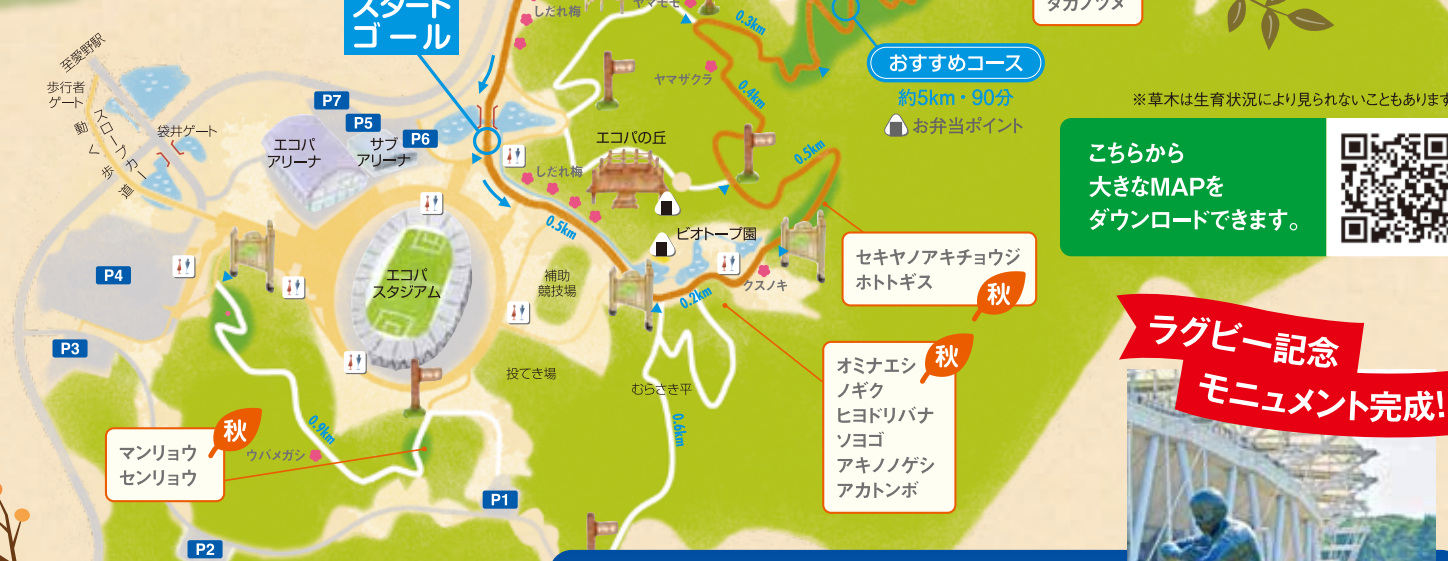 スタート
ゴール
しだれ梅
ヤマモモ
0.3km
タカノツメ
至愛野駅
歩行者
ゲート
動く歩道
スロープカー
袋井ゲート
P7
P5
P6
エコパ
アリーナ
サブ
アリーナ
ヤマザクラ
0.4km
おすすめコース
約5km・90分
お弁当ポイント
※草木は生育状況により見られないこともあります
こちらから
大きなMAPを
ダウンロードできます。
エコパの丘
0.5km
しだれ梅
0.5km
ビオトープ園
セキヤノアキチョウジ
ホトトギス
秋
P4
エコパ
スタジアム
補助
競技場
クスノキ
0.2km
P3
投てき場
むらさき平
0.6km
オミナエシ
ノギク
ヒヨドリバナ
ソヨゴ
アキノノゲシ
アカトンボ
秋
ラグビー記念
モニュメント完成!
マンリョウ
センリョウ
秋
ウバメガシ
0.9km
P1
P2